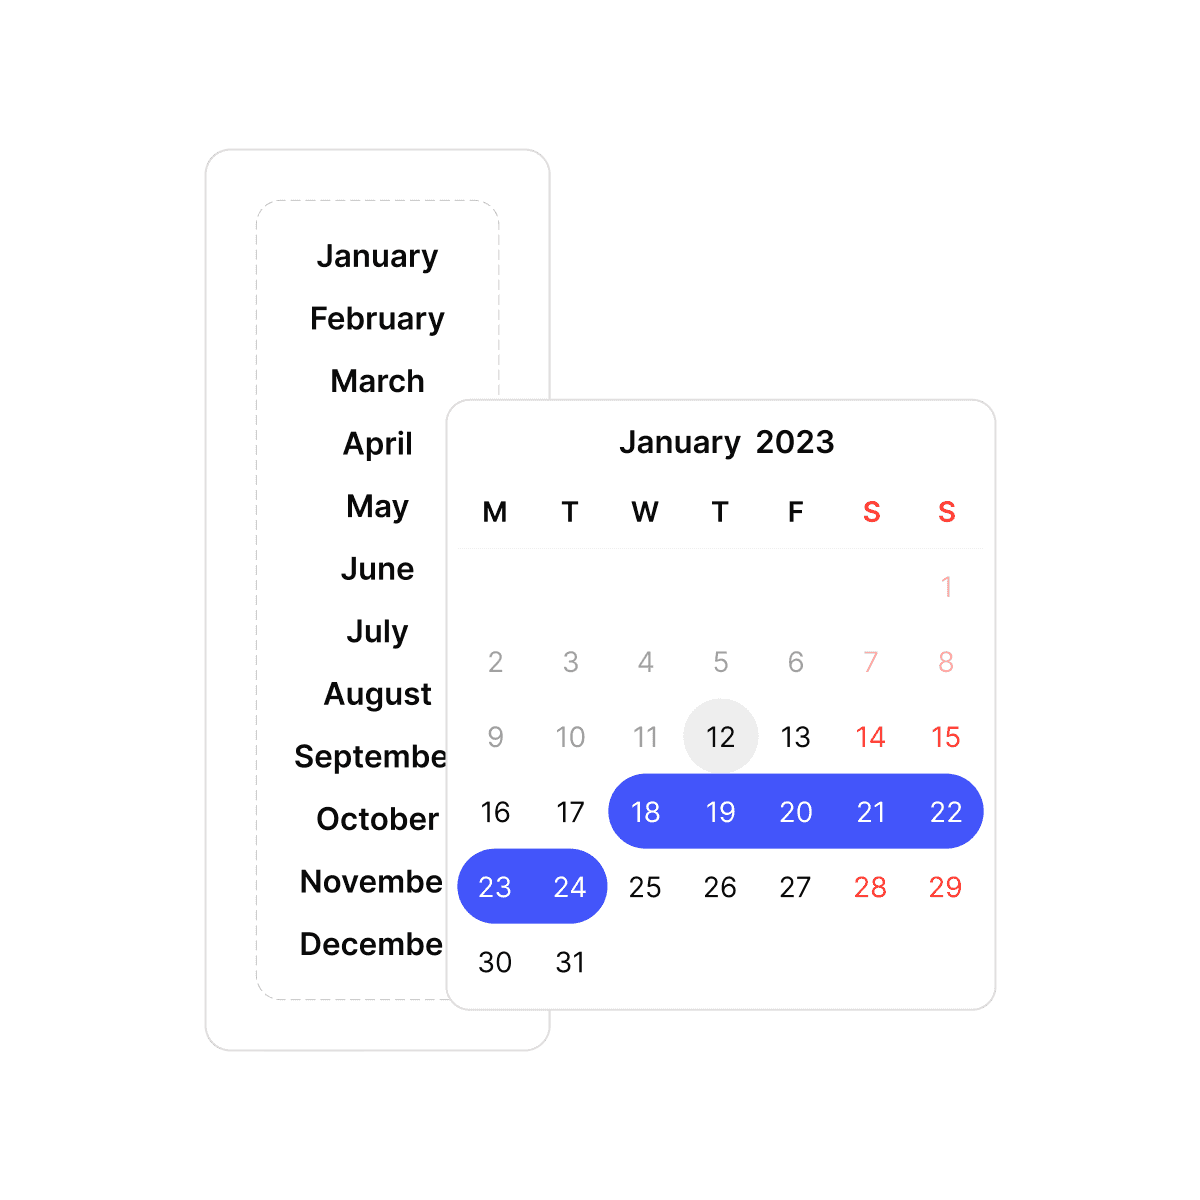 January
February
March
April
May
June
July
August
Septembe
October
Novembe
Decembe
January 2023
M T W T F S S
1
2 3 4 5 6 7 8
9 10 11 12 13 14 15
16 17 18 19 20 21 22
23 24 25 26 27 28 29
30 31